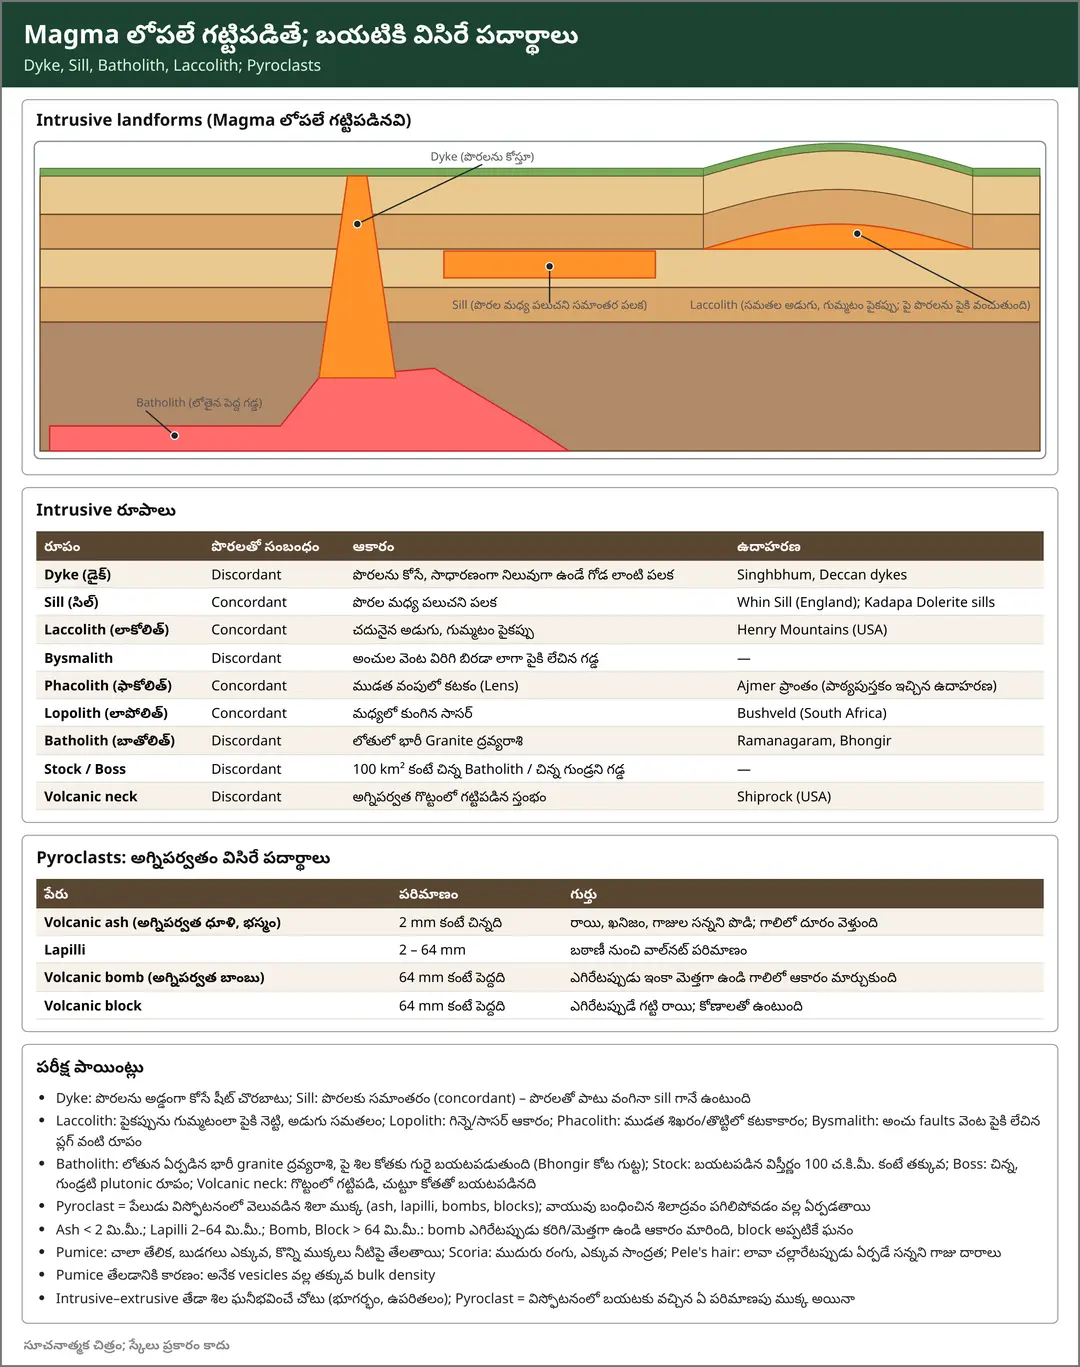 Magma లోపలే గట్టిపడితే; బయటికి విసిరే పదార్థాలు
Dyke, Sill, Batholith, Laccolith; Pyroclasts
Intrusive landforms (Magma లోపలే గట్టిపడినవి)
Dyke (పొరలను కోస్తూ)
Sill (పొరల మధ్య పలుచని సమాంతర పలక)
Laccolith (సమతల అడుగు, గుమ్మటం పైకప్పు; పై పొరలను పైకి వంచుతుంది)
Batholith (లోతైన పెద్ద గడ్డ)
Intrusive రూపాలు
రూపం పొరలతో సంబంధం ఆకారం ఉదాహరణ
Dyke (డైక్) Discordant పొరలను కోసే, సాధారణంగా నిలువుగా ఉండే గోడ లాంటి పలక Singhbhum, Deccan dykes
Sill (సిల్) Concordant పొరల మధ్య పలుచని పలక Whin Sill (England); Kadapa Dolerite sills
Laccolith (లాకోలిత్) Concordant చదునైన అడుగు, గుమ్మటం పైకప్పు Henry Mountains (USA)
Bysmalith Discordant అంచుల వెంట విరిగి బిరడా లాగా పైకి లేచిన గడ్డ —
Phacolith (ఫాకోలిత్) Concordant ముడత వంపులో కటకం (Lens) Ajmer ప్రాంతం (పాఠ్యపుస్తకం ఇచ్చిన ఉదాహరణ)
Lopolith (లాపోలిత్) Concordant మధ్యలో కుంగిన సాసర్ Bushveld (South Africa)
Batholith (బాతోలిత్) Discordant లోతులో భారీ Granite ద్రవ్యరాశి Ramanagaram, Bhongir
Stock / Boss Discordant 100 km² కంటే చిన్న Batholith / చిన్న గుండ్రని గడ్డ —
Volcanic neck Discordant అగ్నిపర్వత గొట్టంలో గట్టిపడిన స్తంభం Shiprock (USA)
Pyroclasts: అగ్నిపర్వతం విసిరే పదార్థాలు
పేరు పరిమాణం గుర్తు
Volcanic ash (అగ్నిపర్వత ధూళి, భస్మం) 2 mm కంటే చిన్నది రాయి, ఖనిజం, గాజుల సన్నని పొడి; గాలిలో దూరం వెళ్తుంది
Lapilli 2 – 64 mm బఠాణీ నుంచి వాల్‌నట్ పరిమాణం
Volcanic bomb (అగ్నిపర్వత బాంబు) 64 mm కంటే పెద్దది ఎగిరేటప్పుడు ఇంకా మెత్తగా ఉండి గాలిలో ఆకారం మార్చుకుంది
Volcanic block 64 mm కంటే పెద్దది ఎగిరేటప్పుడే గట్టి రాయి; కోణాలతో ఉంటుంది
పరీక్ష పాయింట్లు
• Dyke: పొరలను అడ్డంగా కోసే షీట్ చొరబాటు; Sill: పొరలకు సమాంతరం (concordant) – పొరలతో పాటు వంగినా sill గానే ఉంటుంది
• Laccolith: పైకప్పును గుమ్మటంలా పైకి నెట్టి, అడుగు సమతలం; Lopolith: గిన్నె/సాసర్ ఆకారం; Phacolith: ముడత శిఖరం/తొట్టిలో కటకాకారం; Bysmalith: అంచు faults వెంట పైకి లేచిన
ప్లగ్ వంటి రూపం
• Batholith: లోతున ఏర్పడిన భారీ granite ద్రవ్యరాశి, పై శిల కోతకు గురై బయటపడుతుంది (Bhongir కోట గుట్ట); Stock: బయటపడిన విస్తీర్ణం 100 చ.కి.మీ. కంటే తక్కువ; Boss: చిన్న,
గుండ్రటి plutonic రూపం; Volcanic neck: గొట్టంలో గట్టిపడి, చుట్టూ కోతతో బయటపడినది
• Pyroclast = పేలుడు విస్ఫోటనంలో వెలువడిన శిలా ముక్క (ash, lapilli, bombs, blocks); వాయువు బంధించిన శిలాద్రవం పగిలిపోవడం వల్ల ఏర్పడతాయి
• Ash < 2 మి.మీ.; Lapilli 2–64 మి.మీ.; Bomb, Block > 64 మి.మీ.: bomb ఎగిరేటప్పుడు కరిగి/మెత్తగా ఉండి ఆకారం మారింది, block అప్పటికే ఘనం
• Pumice: చాలా తేలిక, బుడగలు ఎక్కువ, కొన్ని ముక్కలు నీటిపై తేలతాయి; Scoria: ముదురు రంగు, ఎక్కువ సాంద్రత; Pele's hair: లావా చల్లారేటప్పుడు ఏర్పడే సన్నని గాజు దారాలు
• Pumice తేలడానికి కారణం: అనేక vesicles వల్ల తక్కువ bulk density
• Intrusive–extrusive తేడా శిల ఘనీభవించే చోటు (భూగర్భం, ఉపరితలం); Pyroclast = విస్ఫోటనంలో బయటకు వచ్చిన ఏ పరిమాణపు ముక్క అయినా
సూచనాత్మక చిత్రం; స్కేలు ప్రకారం కాదు